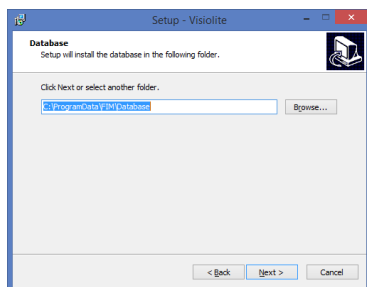 Setup - Visiolite
Database
Setup will install the database in the following folder.
Click Next or select another folder.
C:\ProgramData\FIM\Database
Browse...
< Back
Next >
Cancel